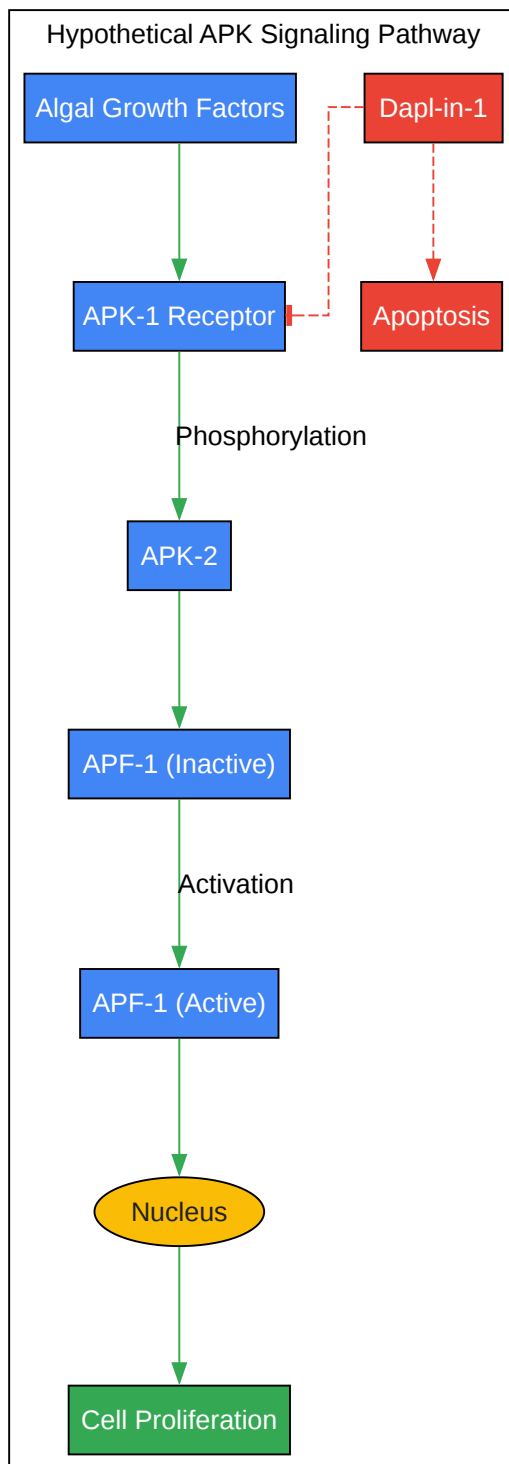 Hypothetical APK Signaling Pathway
Algal Growth Factors
Dapl-in-1
APK-1 Receptor
Apoptosis
Phosphorylation
APK-2
APF-1 (Inactive)
Activation
APF-1 (Active)
Nucleus
Cell Proliferation